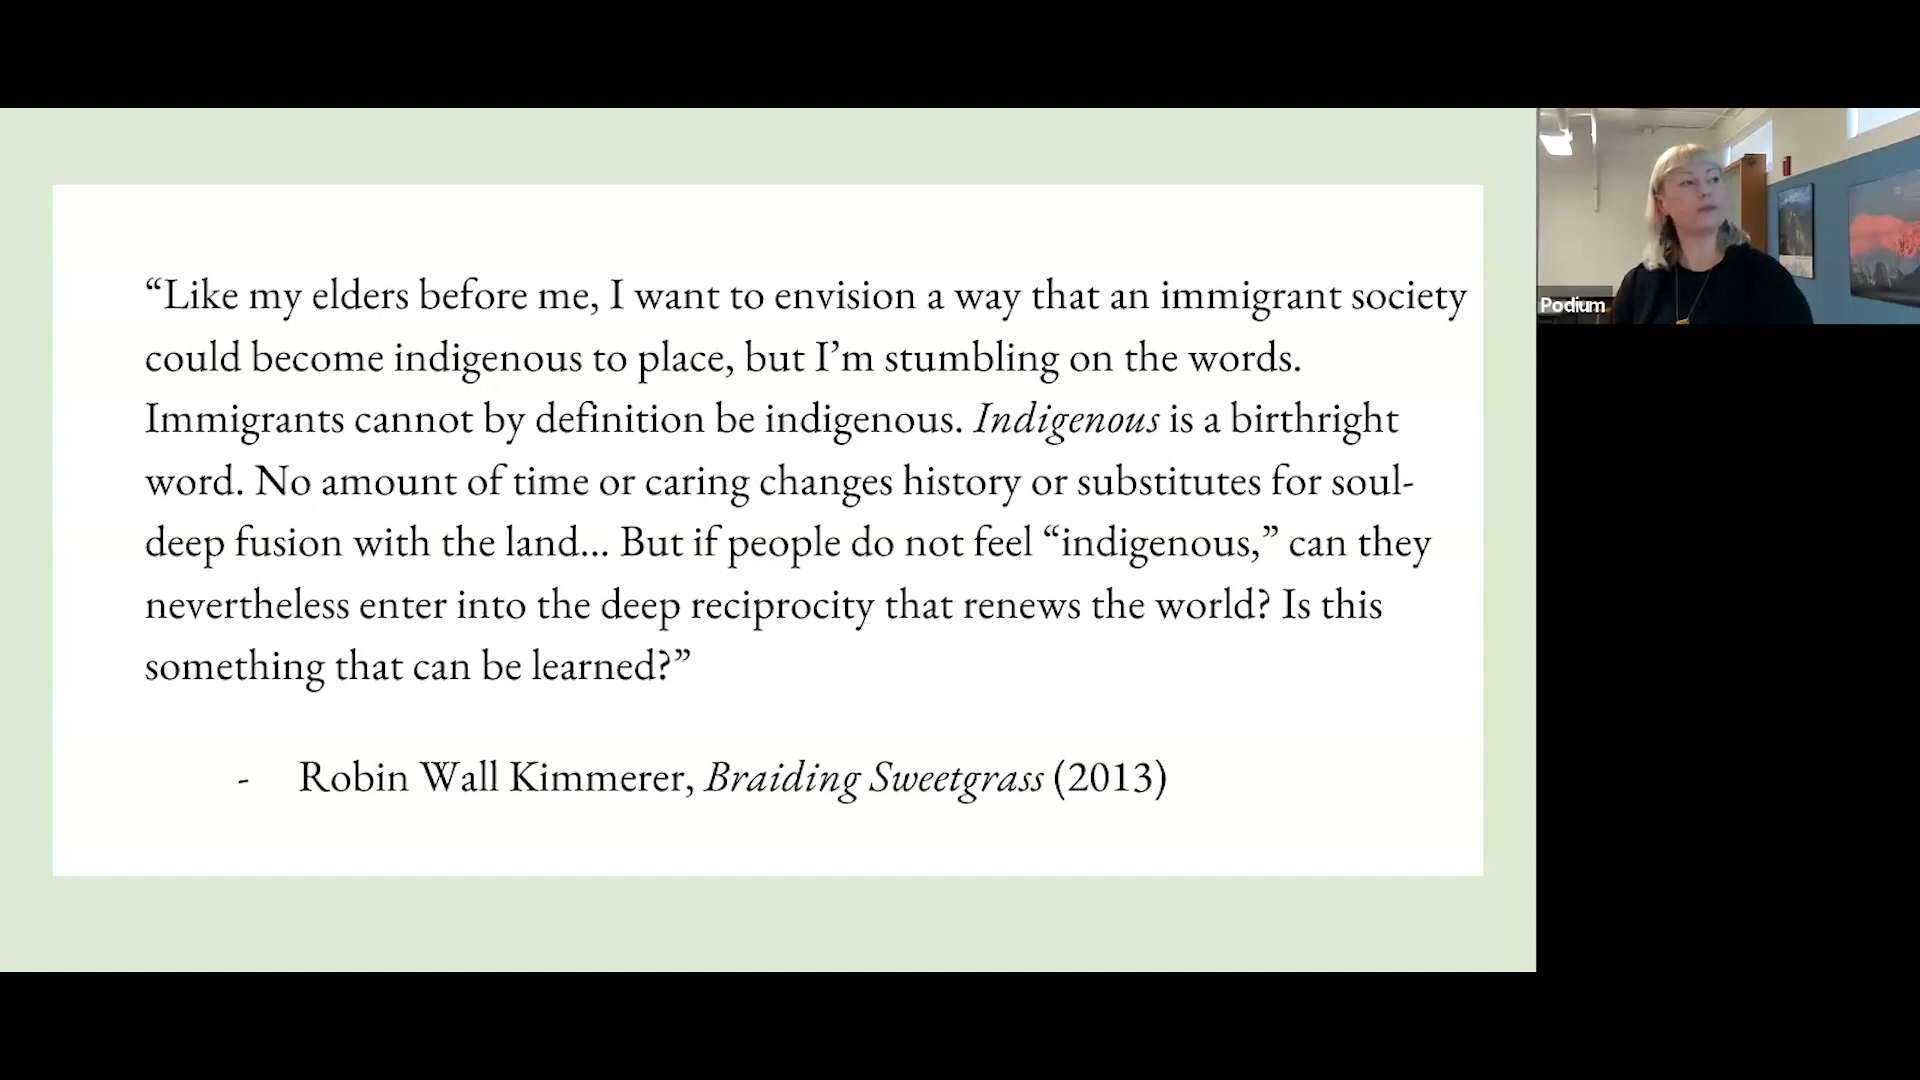 “Like my elders before me, I want to envision a way that an immigrant society
could become indigenous to place, but I’m stumbling on the words.
Immigrants cannot by definition be indigenous. Indigenous is a birthright
word. No amount of time or caring changes history or substitutes for soul-
deep fusion with the land... But if people do not feel “indigenous,” can they
nevertheless enter into the deep reciprocity that renews the world? Is this
something that can be learned?”
- Robin Wall Kimmerer, Braiding Sweetgrass (2013)
Podium